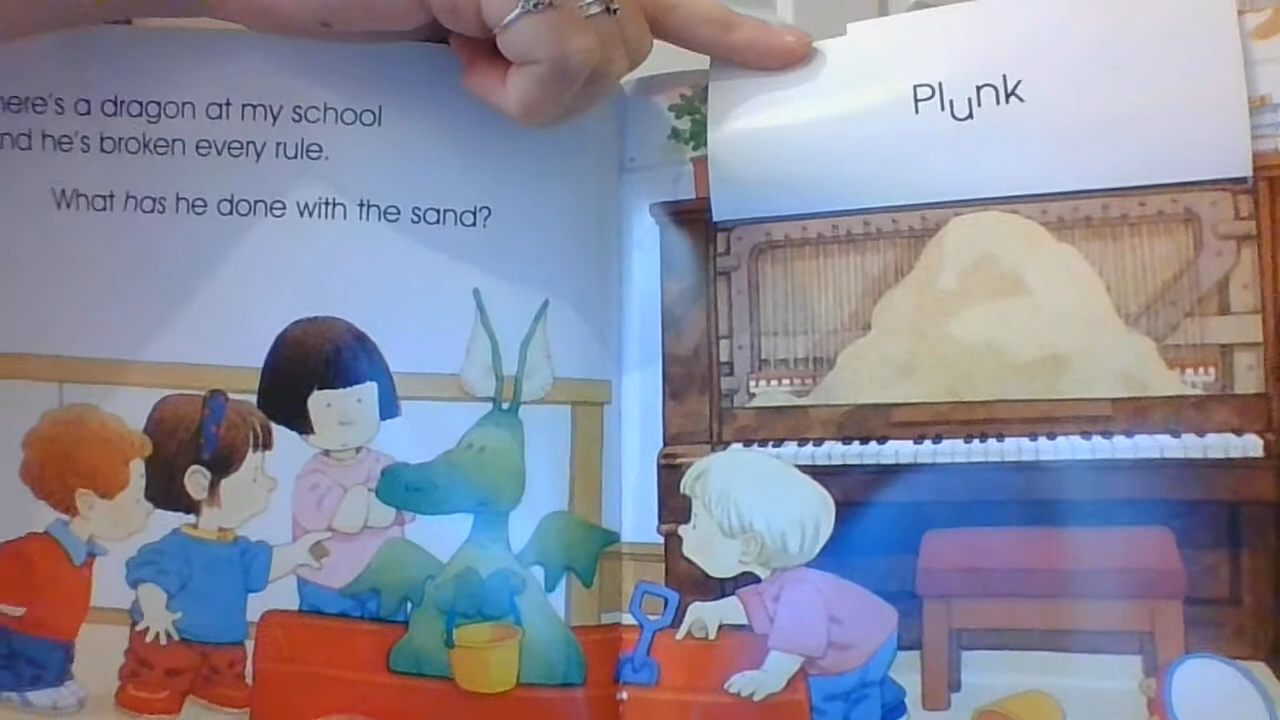 here's a dragon at my school
nd he's broken every rule.
What has he done with the sand?
Plunk